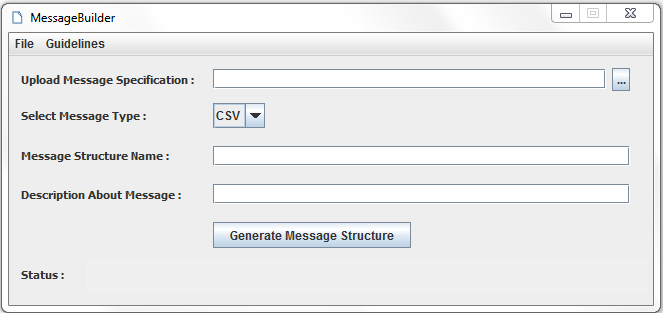 MessageBuilder
File Guidelines
Upload Message Specification : ...
Select Message Type : CSV
Message Structure Name :
Description About Message :
Generate Message Structure
Status :